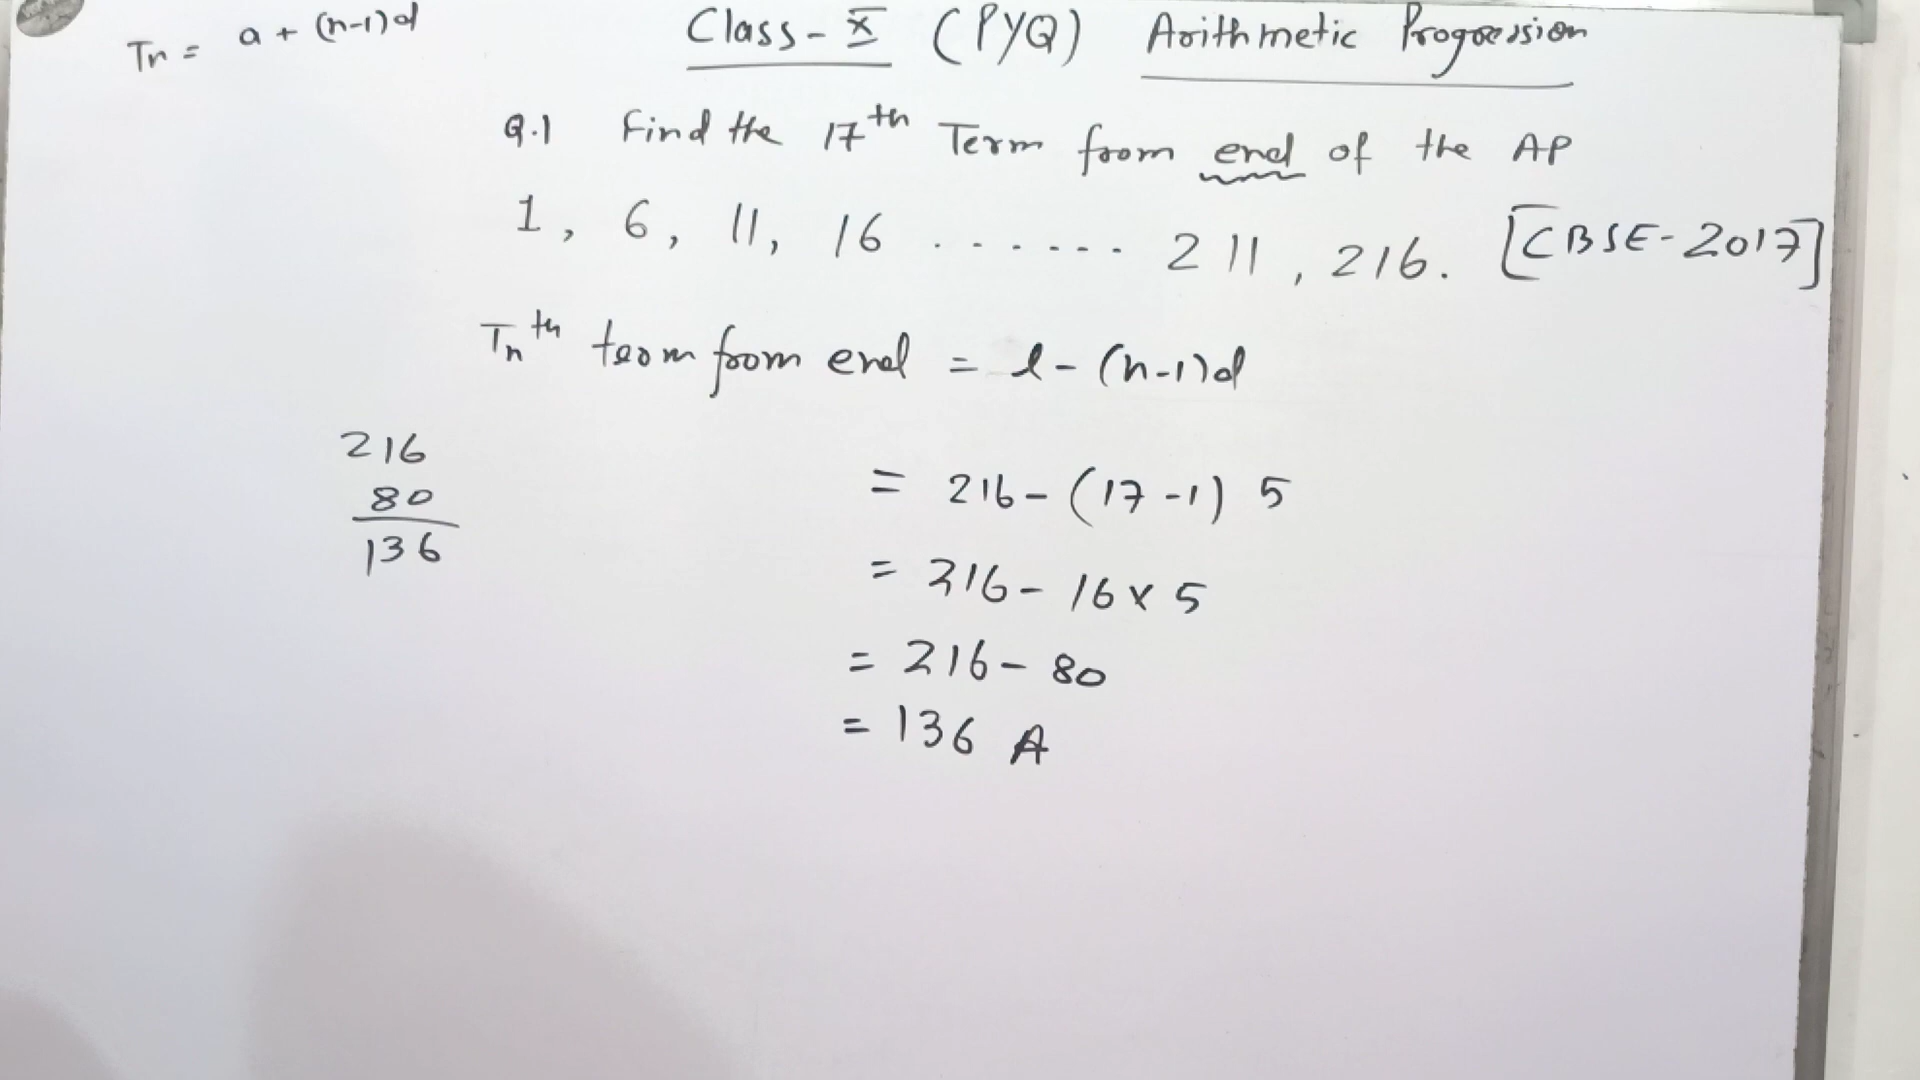 Tn = a + (n-1)d
Class - X (PYQ) Arithmetic Progression
Q.1 Find the 17th Term from end of the AP
1, 6, 11, 16 ....... 211, 216. [CBSE-2017]
Tnth term from end = l - (n-1)d
= 216 - (17-1) 5
= 216 - 16 x 5
= 216 - 80
= 136 A
216
80
136